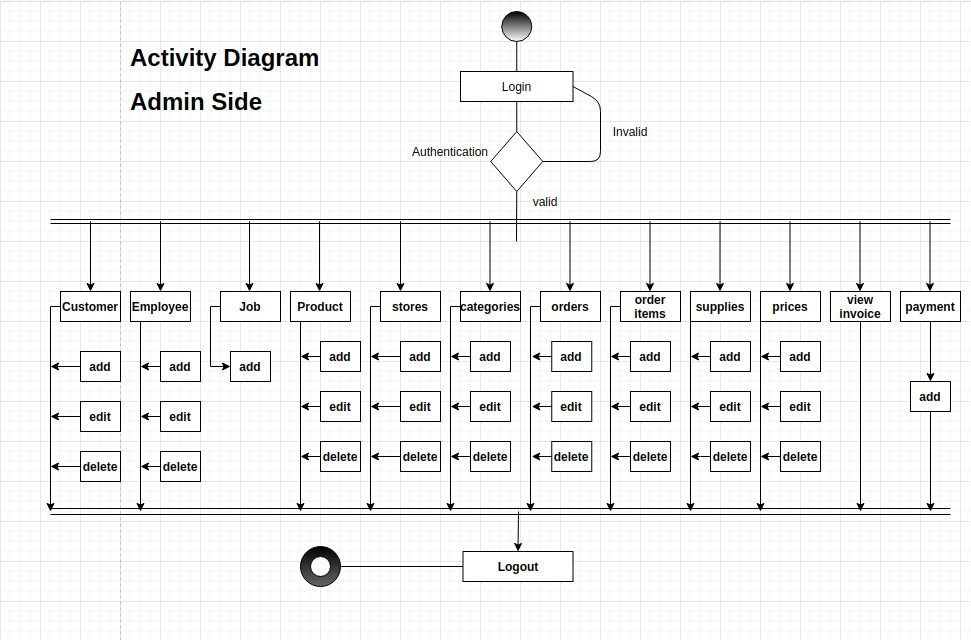 Activity Diagram
Admin Side
Login
Invalid
Authentication
valid
Customer
Employee
Job
Product
stores
categories
orders
order
items
supplies
prices
view
invoice
payment
add
add
add
add
add
add
add
add
add
add
add
edit
edit
edit
edit
edit
edit
edit
edit
edit
delete
delete
delete
delete
delete
delete
delete
delete
delete
Logout